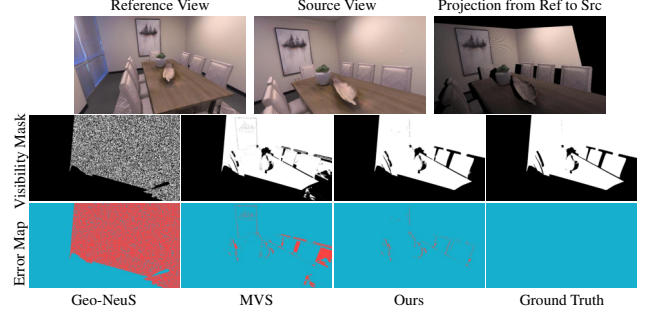 Reference View
Source View
Projection from Ref to Src
Visibility Mask
Error Map
Geo-NeuS
MVS
Ours
Ground Truth